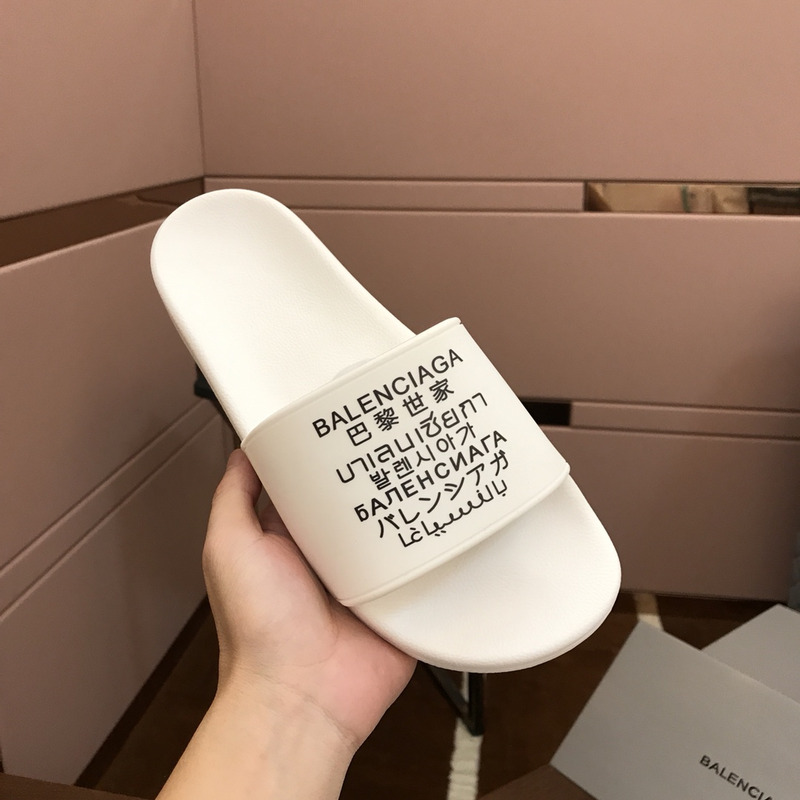 BALENCIAGA
巴黎世家
บาเลนเซียกา
발렌시아가
БАЛЕНСИАГА
バレンシアガ
بالنسياغا
BALENCIA